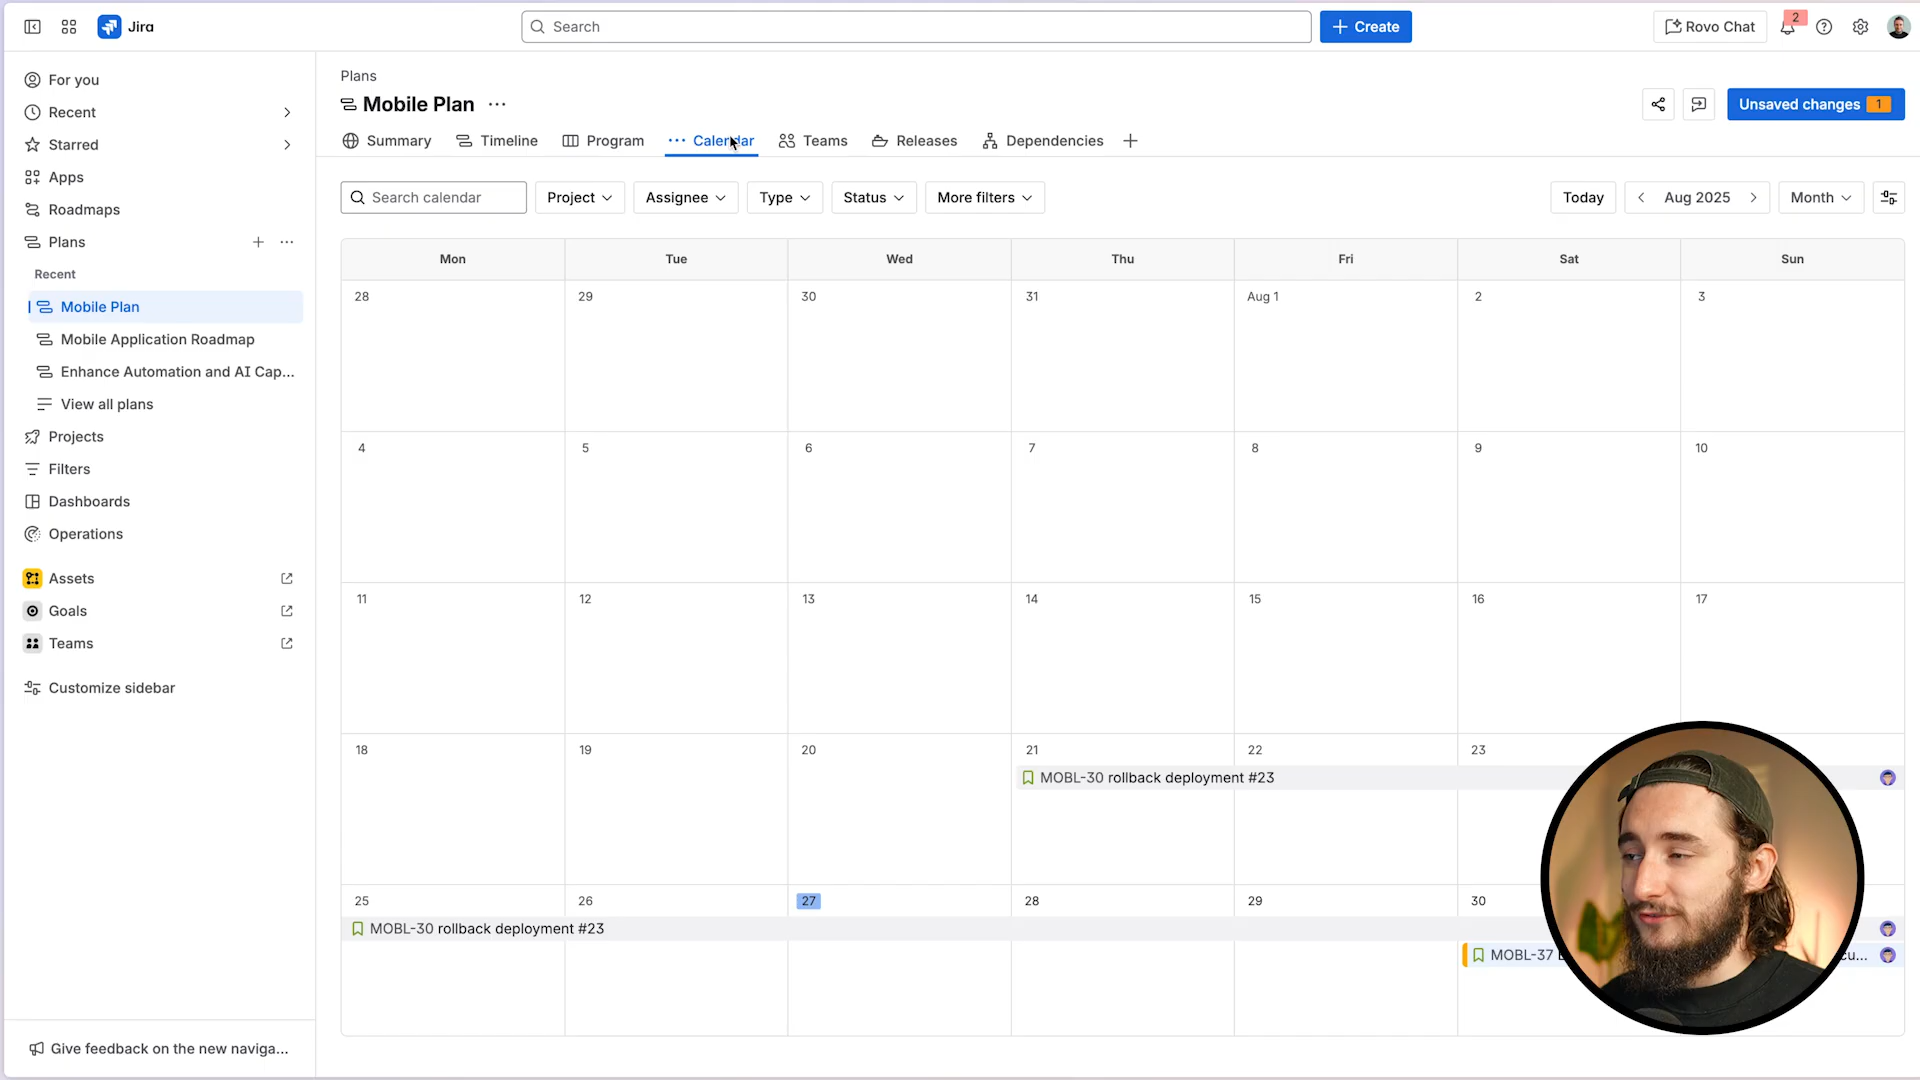 Jira
Search
Create
Rovo Chat
2
For you
Recent
Starred
Apps
Roadmaps
Plans
Recent
Mobile Plan
Mobile Application Roadmap
Enhance Automation and AI Cap...
View all plans
Projects
Filters
Dashboards
Operations
Assets
Goals
Teams
Customize sidebar
Give feedback on the new naviga...
Plans
Mobile Plan
Unsaved changes 1
Summary Timeline Program Calendar Teams Releases Dependencies
Search calendar Project Assignee Type Status More filters Today Aug 2025 Month
Mon Tue Wed Thu Fri Sat Sun
28 29 30 31 Aug 1 2 3
4 5 6 7 8 9 10
11 12 13 14 15 16 17
18 19 20 21 22 23
MOBL-30 rollback deployment #23
25 26 27 28 29 30
MOBL-30 rollback deployment #23
MOBL-37